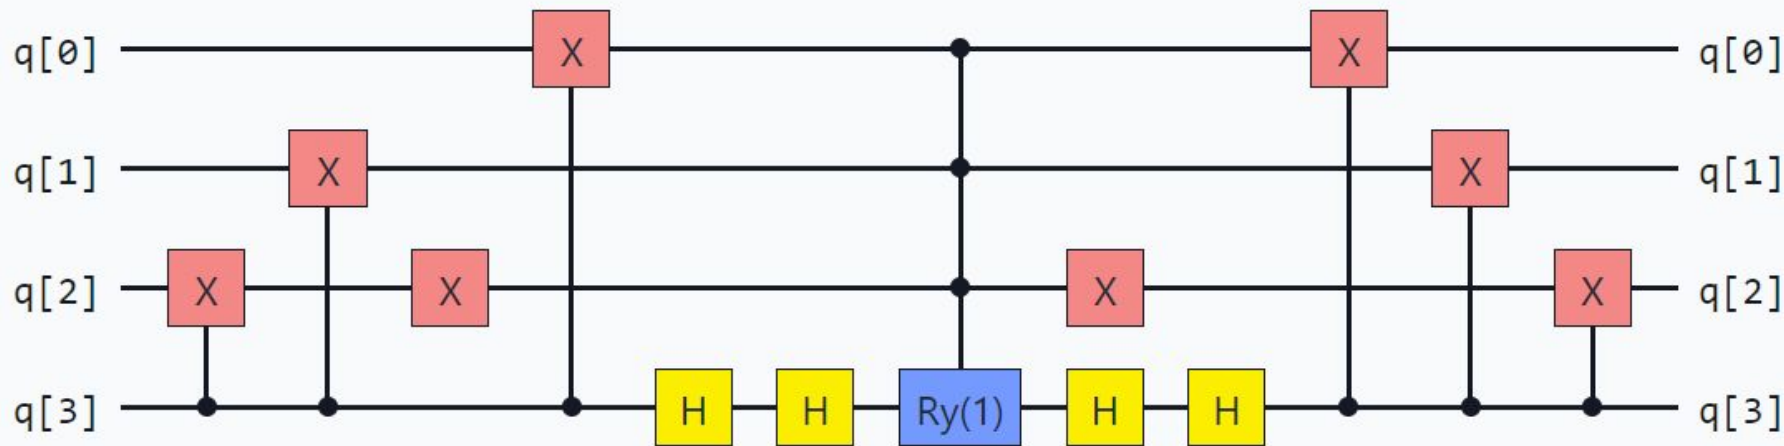 q[0] X X q[0]
q[1] X X q[1]
q[2] X X X X q[2]
q[3] H H Ry(1) H H q[3]